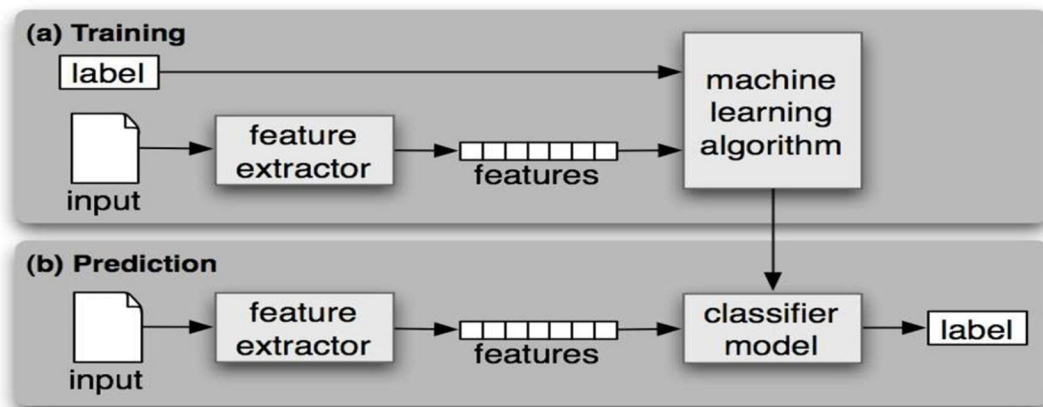 (a) Training
label
machine
learning
algorithm
feature
extractor
features
input
(b) Prediction
feature
extractor
features
classifier
model
label
input